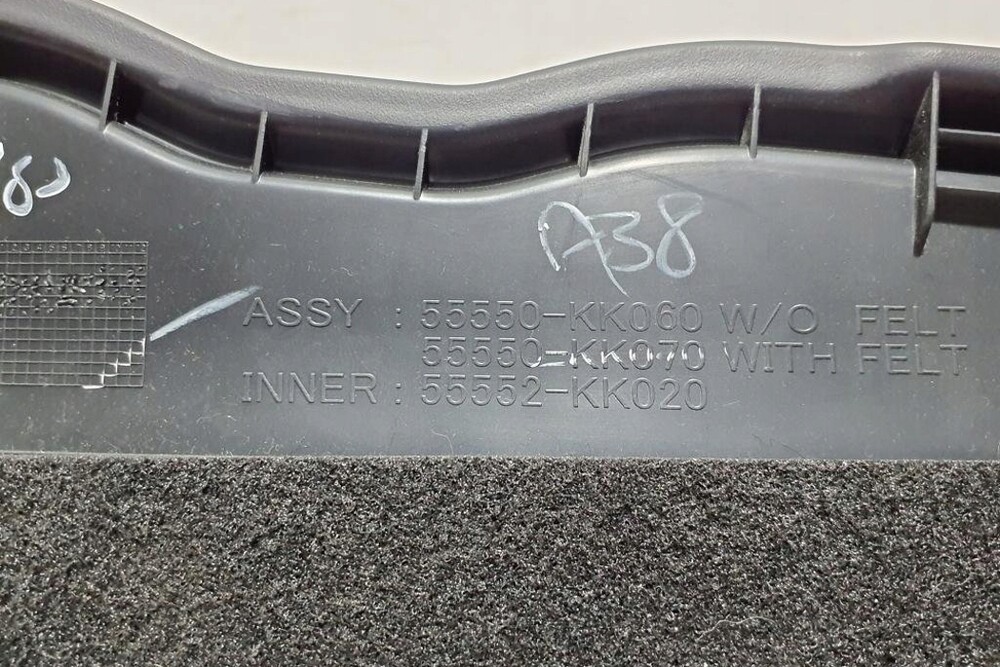 A38
ASSY : 55550-KK060 W/O FELT
55550-KK070 WITH FELT
INNER : 55552-KK020